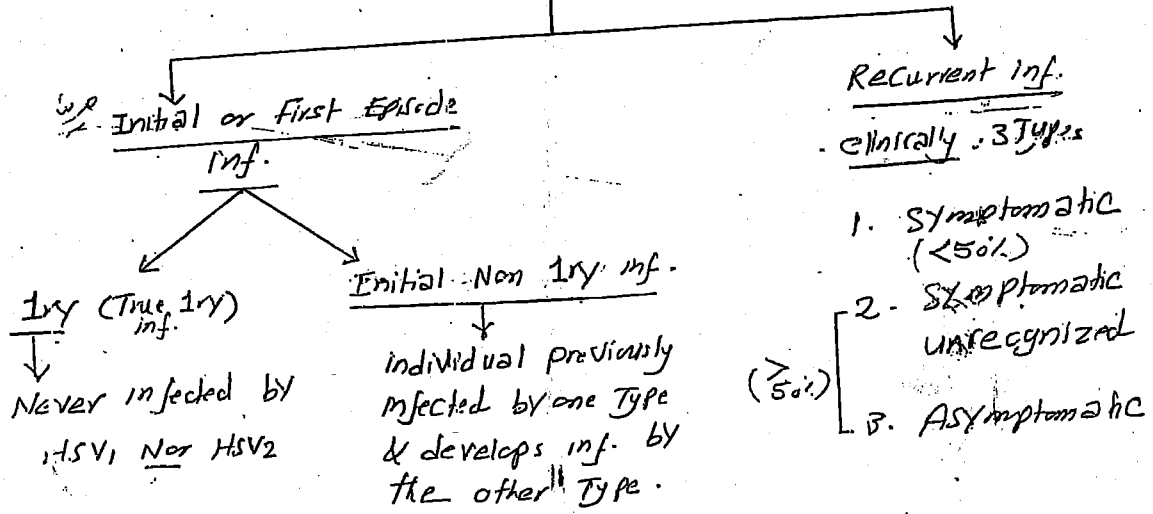 Initial or First Episode
inf.
1ry (True 1ry)
inf.
Never infected by
HSV1 Nor HSV2
Initial Non 1ry inf.
individual previously
infected by one Type
& develops inf. by
the other Type.
Recurrent inf.
clinically : 3 Types
1. Symptomatic
(<50%)
2. Symptomatic
unrecognized
(>50%)
3. Asymptomatic